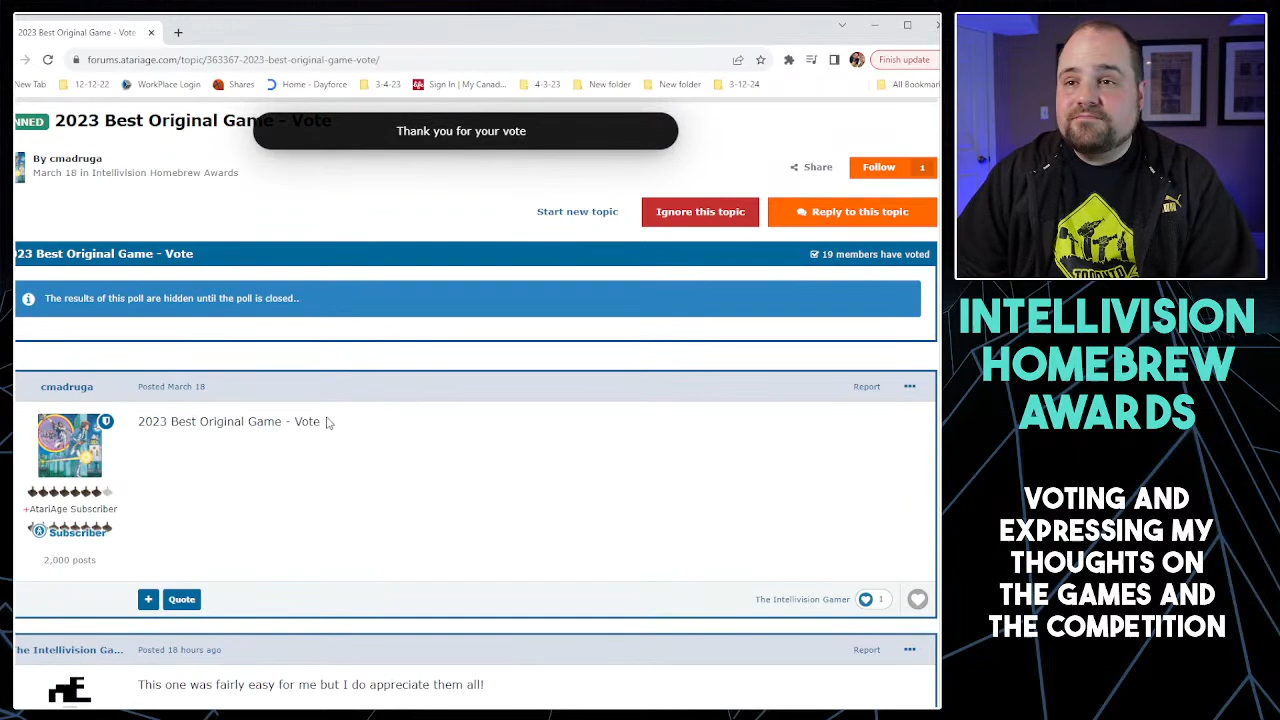 2023 Best Original Game - Vote
forums.atariage.com/topic/363367-2023-best-original-game-vote/
Finish update
New Tab
12-12-22
WorkPlace Login
Shares
Home - Dayforce
3-4-23
Sign In | My Canad...
4-3-23
New folder
New folder
3-12-24
All Bookmar
NNED
2023 Best Original Game - Vote
Thank you for your vote
By cmadruga
March 18 in Intellivision Homebrew Awards
Share
Follow 1
Start new topic
Ignore this topic
Reply to this topic
023 Best Original Game - Vote
19 members have voted
The results of this poll are hidden until the poll is closed..
cmadruga
Posted March 18
Report
2023 Best Original Game - Vote
+AtariAge Subscriber
Subscriber
2,000 posts
+ Quote
The Intellivision Gamer 1
The Intellivision Ga...
Posted 18 hours ago
Report
This one was fairly easy for me but I do appreciate them all!
TORONTO
INTELLIVISION
HOMEBREW
AWARDS
VOTING AND
EXPRESSING MY
THOUGHTS ON
THE GAMES AND
THE COMPETITION